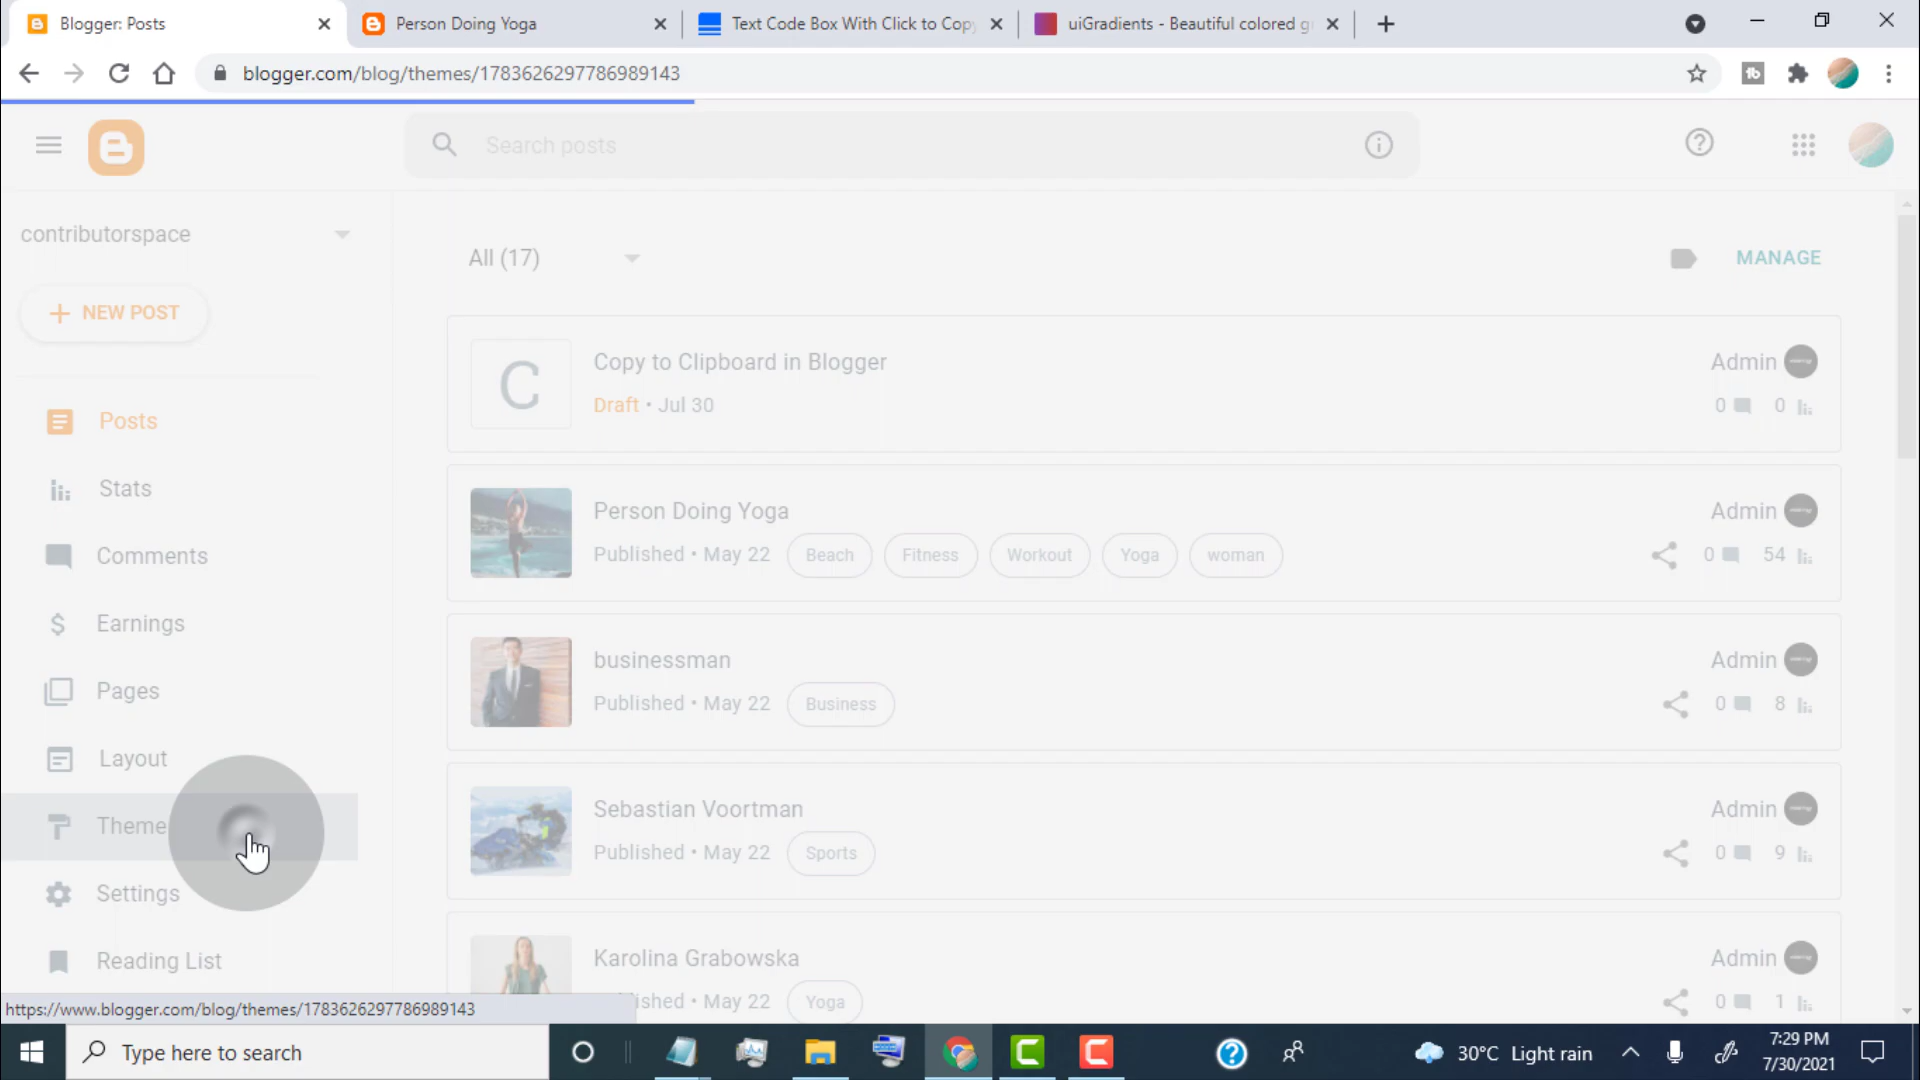 Blogger: Posts
Person Doing Yoga
Text Code Box With Click to Copy
uiGradients - Beautiful colored g
blogger.com/blog/themes/1783626297786989143
Search posts
contributorspace
All (17)
MANAGE
NEW POST
Copy to Clipboard in Blogger
Admin
Draft • Jul 30
0 0
Posts
Stats
Person Doing Yoga
Admin
Published • May 22 Beach Fitness Workout Yoga woman
0 54
Comments
Earnings
businessman
Admin
Published • May 22 Business
0 8
Pages
Layout
Sebastian Voortman
Admin
Published • May 22 Sports
0 9
Theme
Settings
Karolina Grabowska
Admin
ished • May 22 Yoga
0 1
Reading List
https://www.blogger.com/blog/themes/1783626297786989143
Type here to search
30°C Light rain
7:29 PM
7/30/2021